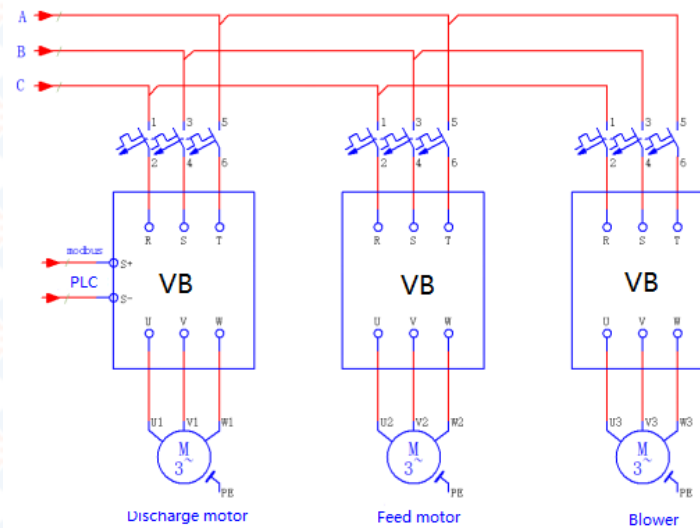 A
B
C
1 3 5
1 3 5
1 3 5
2 4 6
2 4 6
2 4 6
R S T
R S T
R S T
modbus
S+
PLC
S-
VB
VB
VB
U V W
U V W
U V W
U1 V1 W1
U2 V2 W2
U3 V3 W3
M
3~
M
3~
M
3~
PE
PE
PE
Discharge motor
Feed motor
Blower